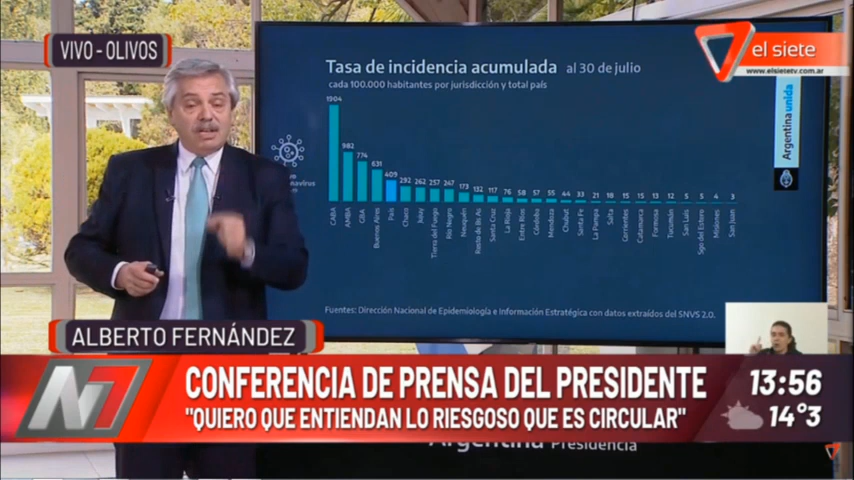 VIVO - OLIVOS
el siete
www.elsietetv.com.ar
Tasa de incidencia acumulada al 30 de julio
cada 100.000 habitantes por jurisdicción y total país
1904
982
774
631
409
292 262 257 247
173 132 117 76 58 57 55 44 33 21 18 15 15 13 12 5 5 4 3
CABA
AMBA
GBA
Buenos Aires
País
Chaco
Jujuy
Tierra del Fuego
Río Negro
Neuquén
Resto de Bs As
Santa Cruz
La Rioja
Entre Ríos
Córdoba
Mendoza
Chubut
Santa Fe
La Pampa
Salta
Corrientes
Catamarca
Formosa
Tucumán
San Luis
Sgo del Estero
Misiones
San Juan
Argentina unida
Fuentes: Dirección Nacional de Epidemiología e Información Estratégica con datos extraídos del SNVS 2.0.
ALBERTO FERNÁNDEZ
N7
CONFERENCIA DE PRENSA DEL PRESIDENTE
"QUIERO QUE ENTIENDAN LO RIESGOSO QUE ES CIRCULAR"
13:56
14°3
Argentina Presidencia